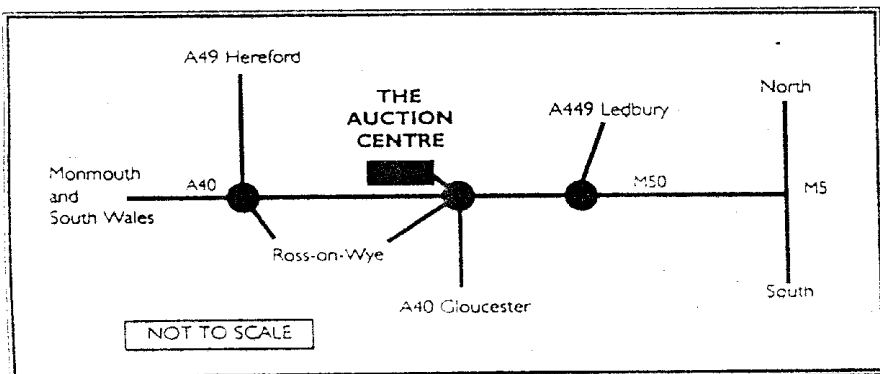 A49 Hereford
THE
AUCTION
CENTRE
A449 Ledbury
North
Monmouth
and
South Wales
A40
M50
M5
Ross-on-Wye
A40 Gloucester
South
NOT TO SCALE